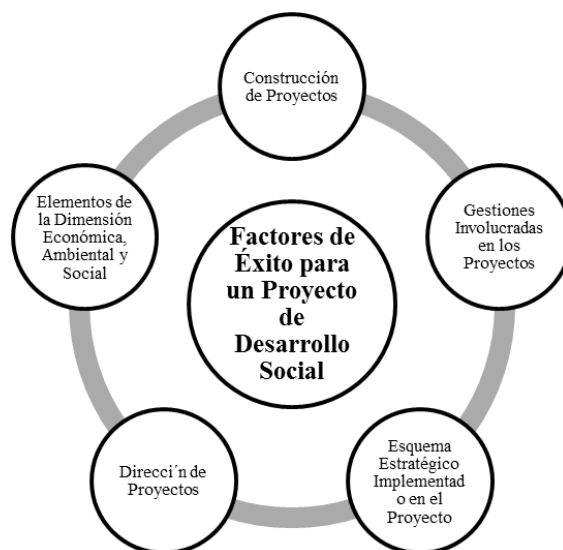 Construcción
de Proyectos
Elementos de
la Dimensión
Económica,
Ambiental y
Social
Gestiones
Involucradas
en los
Proyectos
Factores de
Éxito para
un Proyecto
de
Desarrollo
Social
Direcci´n de
Proyectos
Esquema
Estratégico
Implementad
o en el
Proyecto